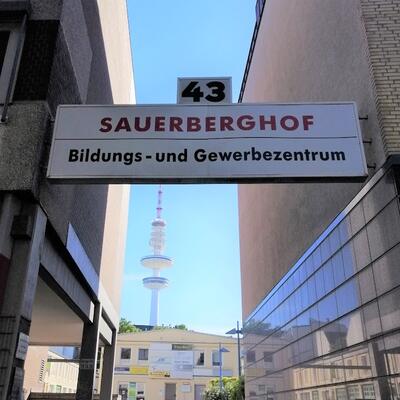 43
SAUERBERGHOF
Bildungs-und Gewerbezentrum